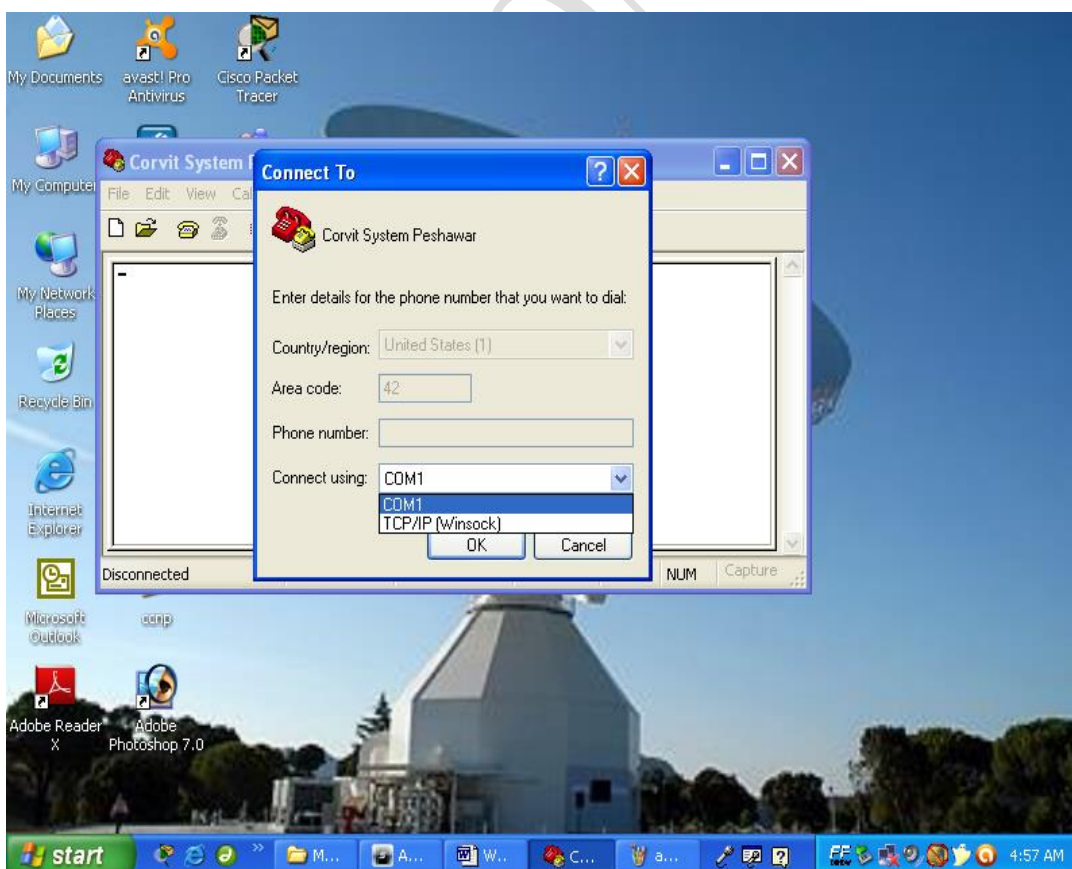 My Documents
avast! Pro
Antivirus
Cisco Packet
Tracer
My Computer
My Network
Places
Recycle Bin
Internet
Explorer
Microsoft
Outlook
ccnp
Adobe Reader
X
Adobe
Photoshop 7.0
Corvit System P
File Edit View Cal
Disconnected
NUM
Capture
Connect To
Corvit System Peshawar
Enter details for the phone number that you want to dial:
Country/region: United States (1)
Area code: 42
Phone number:
Connect using: COM1
COM1
TCP/IP (Winsock)
OK Cancel
start
M...
A...
W..
C...
a...
4:57 AM